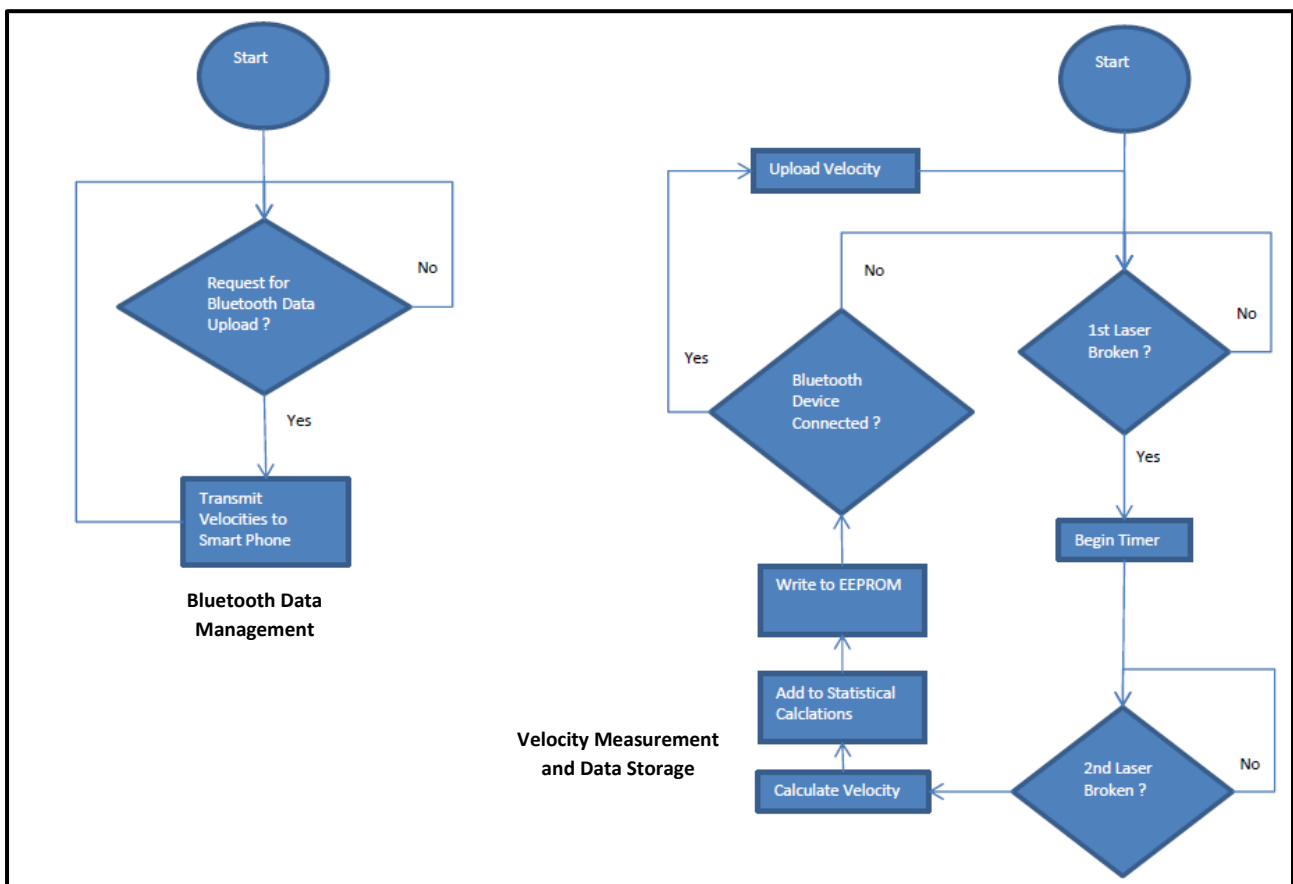 Start
No
Request for
Bluetooth Data
Upload ?
Yes
Transmit
Velocities to
Smart Phone
Bluetooth Data
Management
Start
Upload Velocity
No
No
1st Laser
Broken ?
Yes
Bluetooth
Device
Connected ?
Yes
Begin Timer
Write to EEPROM
Add to Statistical
Calclations
Velocity Measurement
and Data Storage
Calculate Velocity
2nd Laser
Broken ?
No